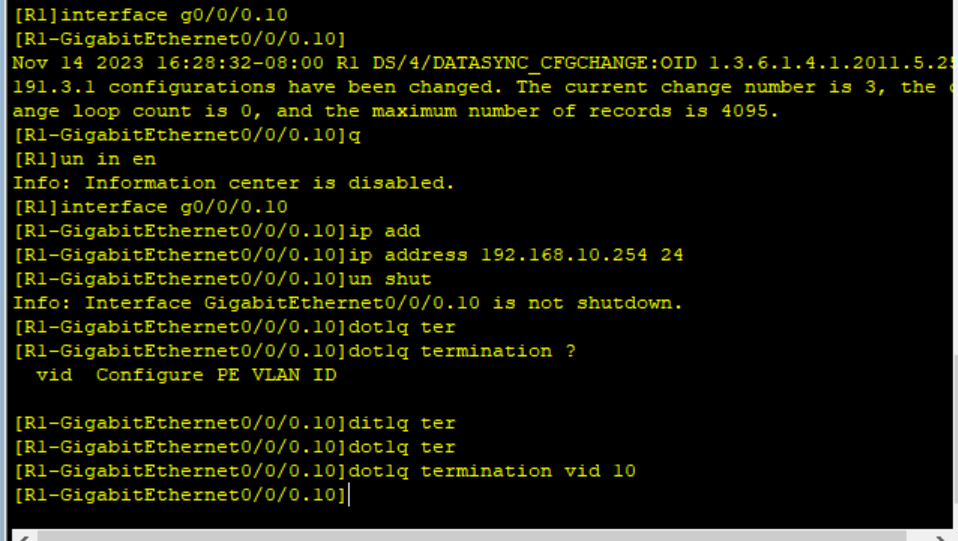 [R1]interface g0/0/0.10
[R1-GigabitEthernet0/0/0.10]
Nov 14 2023 16:28:32-08:00 R1 DS/4/DATASYNC_CFGCHANGE:OID 1.3.6.1.4.1.2011.5.25
191.3.1 configurations have been changed. The current change number is 3, the
ange loop count is 0, and the maximum number of records is 4095.
[R1-GigabitEthernet0/0/0.10]q
[R1]un in en
Info: Information center is disabled.
[R1]interface g0/0/0.10
[R1-GigabitEthernet0/0/0.10]ip add
[R1-GigabitEthernet0/0/0.10]ip address 192.168.10.254 24
[R1-GigabitEthernet0/0/0.10]un shut
Info: Interface GigabitEthernet0/0/0.10 is not shutdown.
[R1-GigabitEthernet0/0/0.10]dot1q ter
[R1-GigabitEthernet0/0/0.10]dot1q termination ?
vid Configure PE VLAN ID
[R1-GigabitEthernet0/0/0.10]dit1q ter
[R1-GigabitEthernet0/0/0.10]dot1q ter
[R1-GigabitEthernet0/0/0.10]dot1q termination vid 10
[R1-GigabitEthernet0/0/0.10]